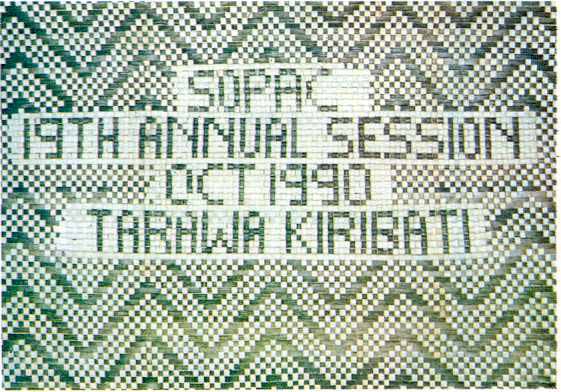 SOPAC
19TH ANNUAL SESSION
OCT 1990
TARAWA KIRIBATI